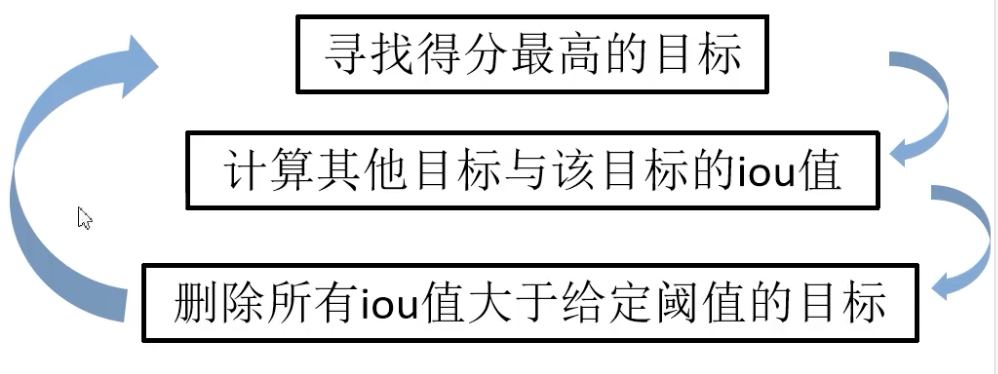 寻找得分最高的目标
计算其他目标与该目标的iou值
删除所有iou值大于给定阈值的目标